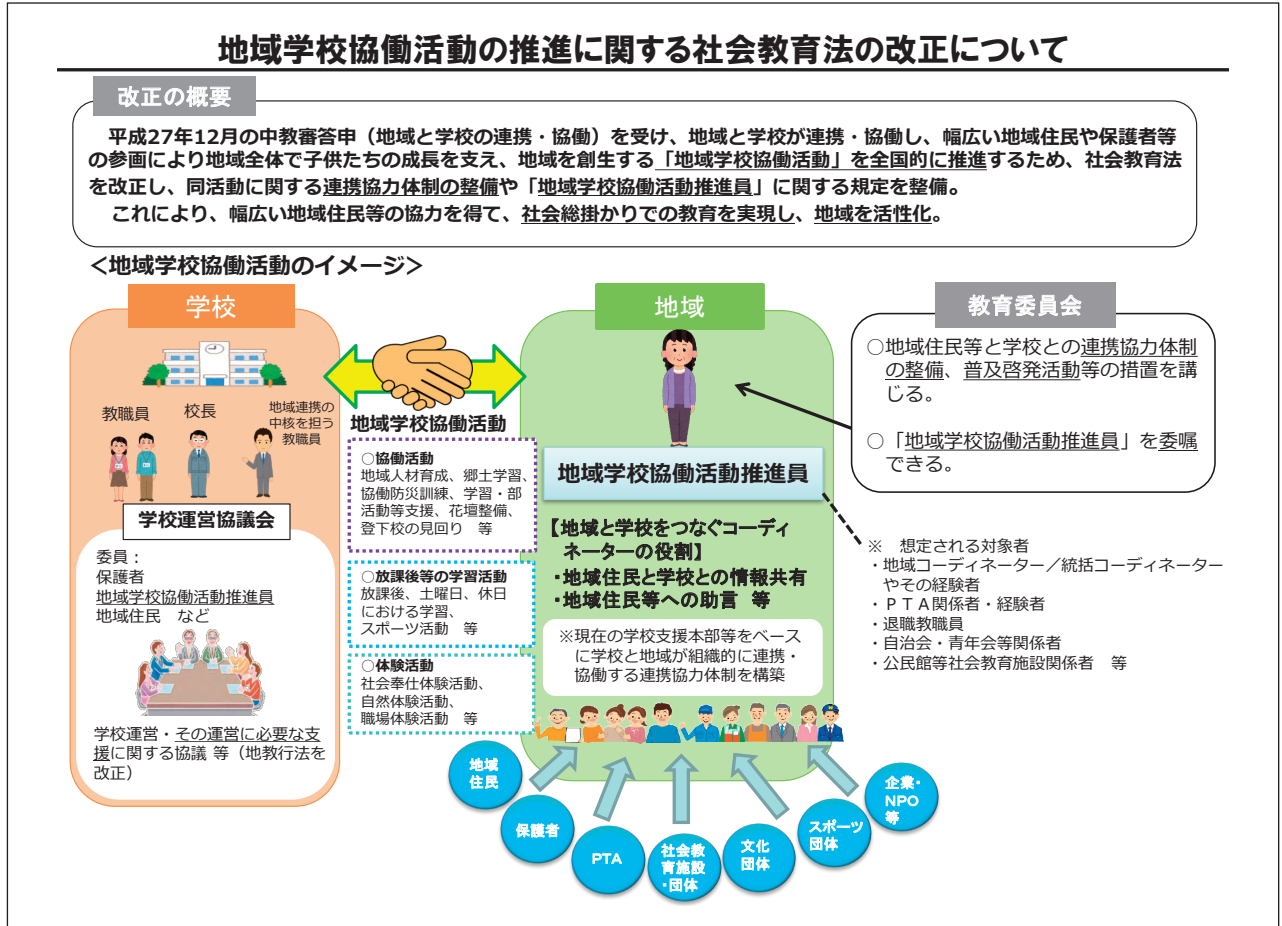 地域学校協働活動の推進に関する社会教育法の改正について
改正の概要
平成27年12月の中教審答申（地域と学校の連携・協働）を受け、地域と学校が連携・協働し、幅広い地域住民や保護者等
の参画により地域全体で子供たちの成長を支え、地域を創生する「地域学校協働活動」を全国的に推進するため、社会教育法
を改正し、同活動に関する連携協力体制の整備や「地域学校協働活動推進員」に関する規定を整備。
これにより、幅広い地域住民等の協力を得て、社会総掛かりでの教育を実現し、地域を活性化。
＜地域学校協働活動のイメージ＞
学校
教職員
校長
地域連携の
中核を担う
教職員
学校運営協議会
委員：
保護者
地域学校協働活動推進員
地域住民　など
学校運営・その運営に必要な支
援に関する協議 等（地教行法を
改正）
地域学校協働活動
○協働活動
地域人材育成、郷土学習、
協働防災訓練、学習・部
活動等支援、花壇整備、
登下校の見回り　等
○放課後等の学習活動
放課後、土曜日、休日
における学習、
スポーツ活動　等
○体験活動
社会奉仕体験活動、
自然体験活動、
職場体験活動　等
地域
地域学校協働活動推進員
【地域と学校をつなぐコーディ
ネーターの役割】
・地域住民と学校との情報共有
・地域住民等への助言 等
※現在の学校支援本部等をベース
に学校と地域が組織的に連携・
協働する連携協力体制を構築
教育委員会
○地域住民等と学校との連携協力体制
の整備、普及啓発活動等の措置を講
じる。
○「地域学校協働活動推進員」を委嘱
できる。
※　想定される対象者
・地域コーディネーター／統括コーディネーター
やその経験者
・ＰＴＡ関係者・経験者
・退職教職員
・自治会・青年会等関係者
・公民館等社会教育施設関係者　等
地域
住民
保護者
PTA
社会教
育施設
・団体
文化
団体
スポーツ
団体
企業・
NPO
等